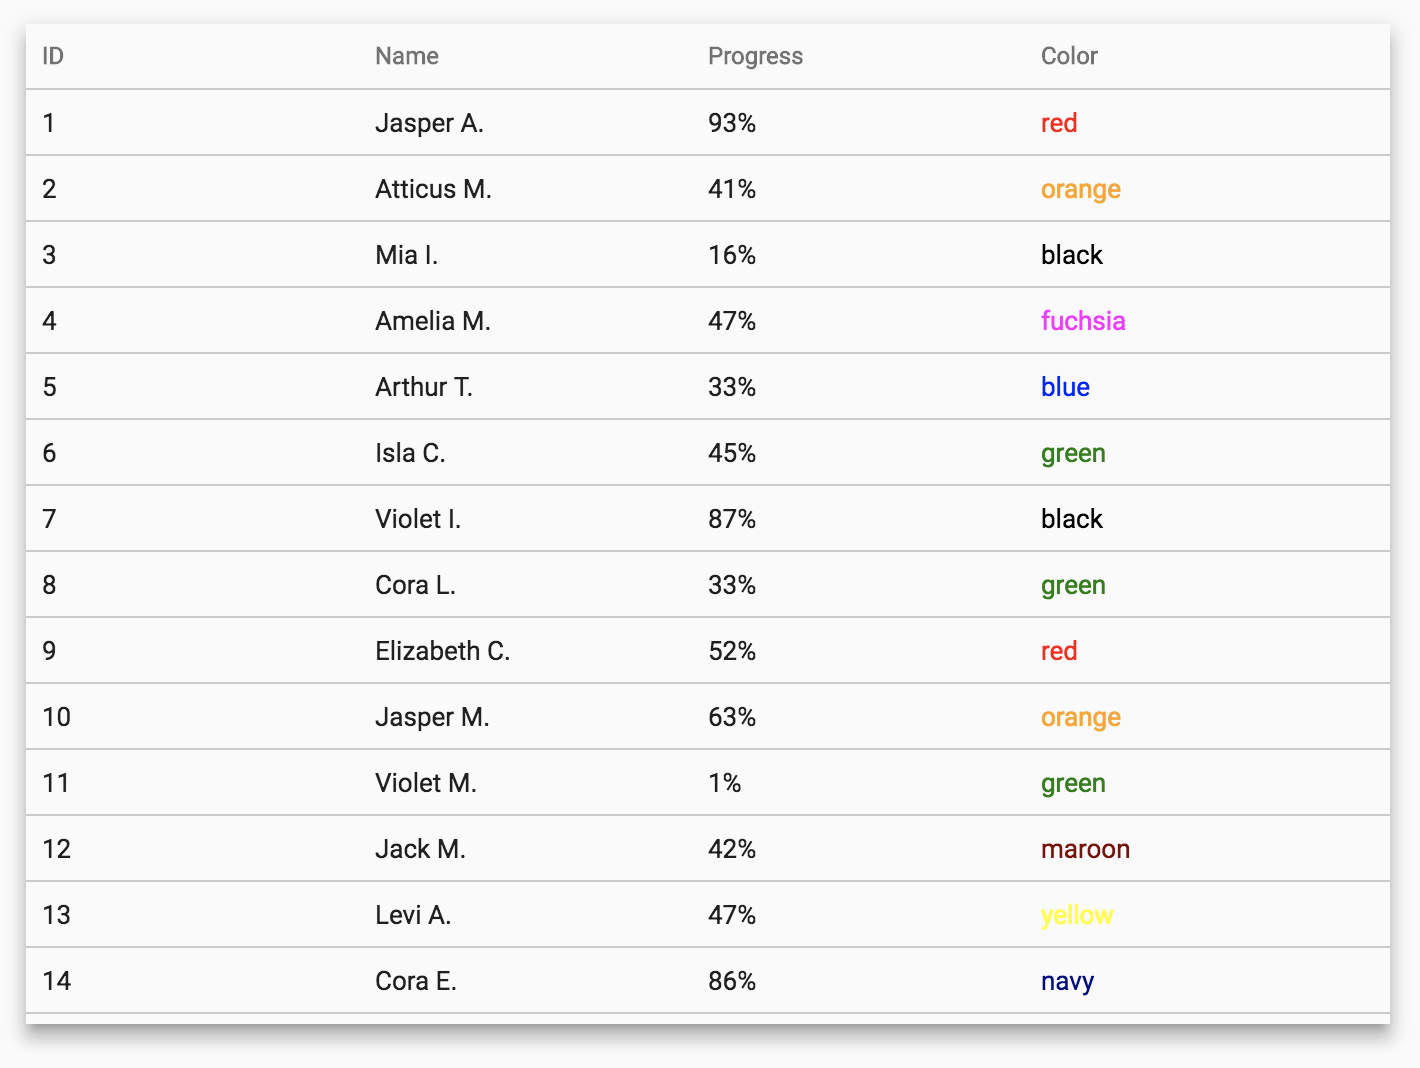 ID Name Progress Color
1 Jasper A. 93% red
2 Atticus M. 41% orange
3 Mia I. 16% black
4 Amelia M. 47% fuchsia
5 Arthur T. 33% blue
6 Isla C. 45% green
7 Violet I. 87% black
8 Cora L. 33% green
9 Elizabeth C. 52% red
10 Jasper M. 63% orange
11 Violet M. 1% green
12 Jack M. 42% maroon
13 Levi A. 47% yellow
14 Cora E. 86% navy